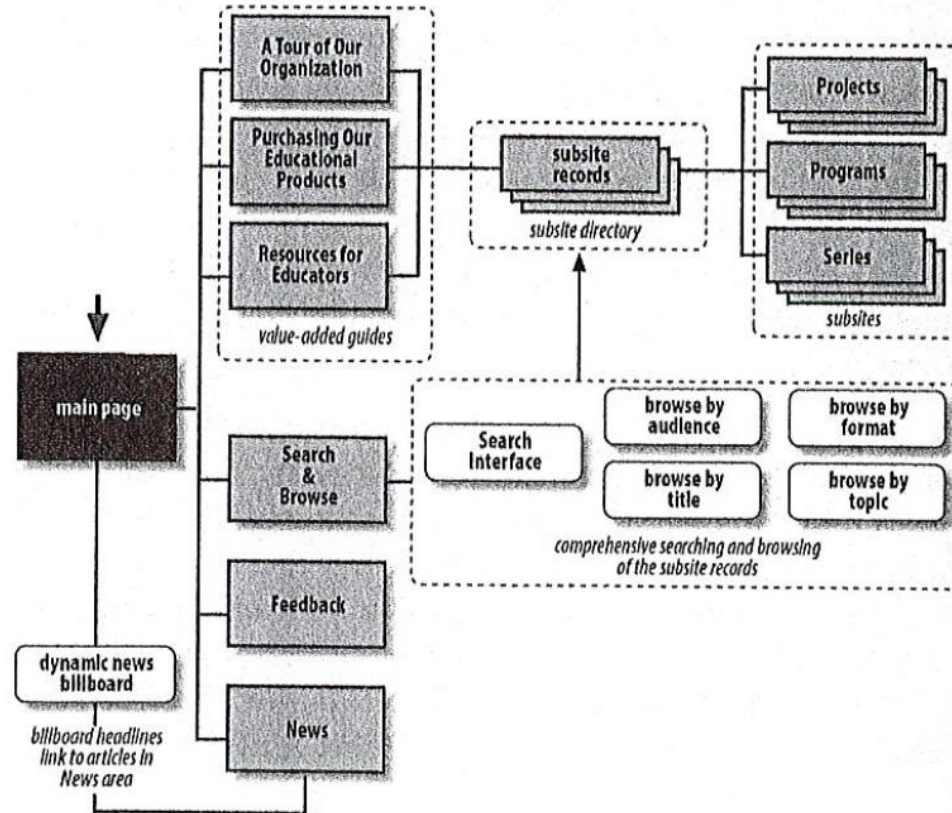 A Tour of Our
Organization
Purchasing Our
Educational
Products
Resources for
Educators
value-added guides
subsite
records
subsite directory
Projects
Programs
Series
subsites
main page
Search
&
Browse
Search
Interface
browse by
audience
browse by
format
browse by
title
browse by
topic
comprehensive searching and browsing
of the subsite records
Feedback
dynamic news
billboard
billboard headlines
link to articles in
News area
News